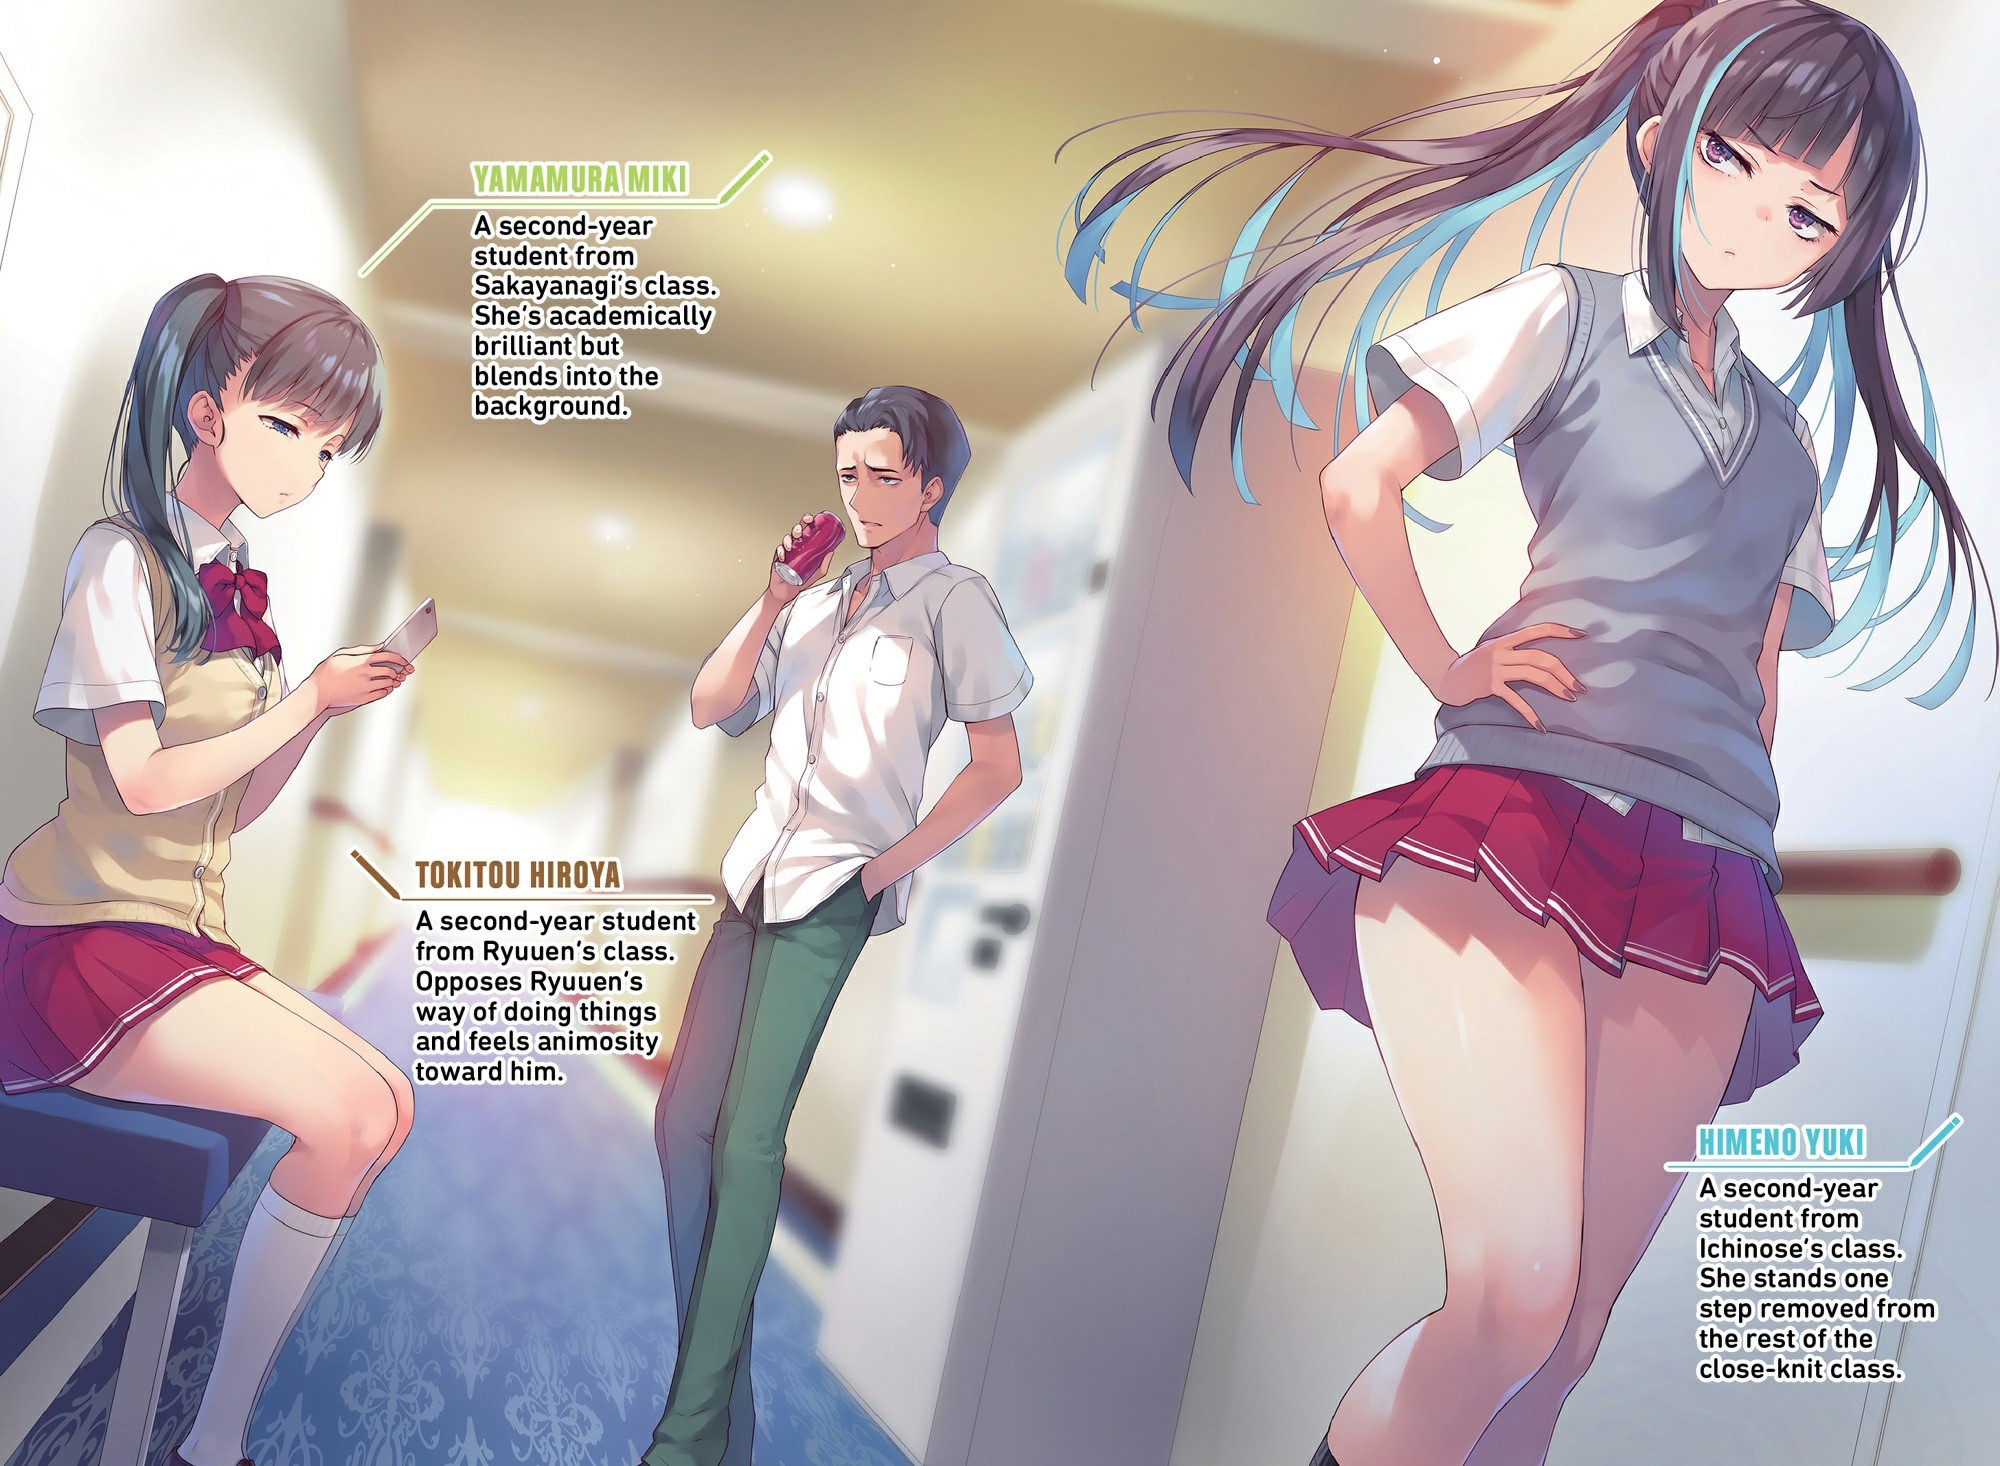 YAMAMURA MIKI
A second-year
student from
Sakayanagi's class.
She's academically
brilliant but
blends into the
background.
TOKITOU HIROYA
A second-year student
from Ryuuen's class.
Opposes Ryuuen's
way of doing things
and feels animosity
toward him.
HIMENO YUKI
A second-year
student from
Ichinose's class.
She stands one
step removed from
the rest of the
close-knit class.